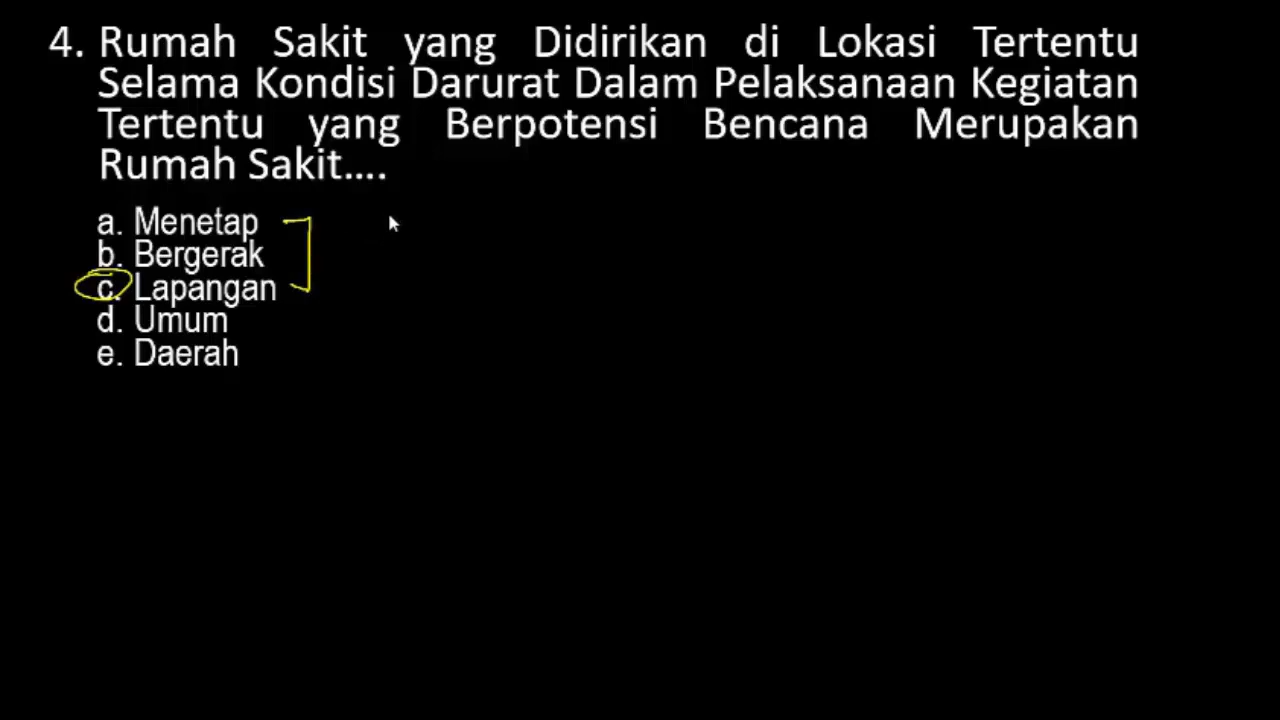 4. Rumah Sakit yang Didirikan di Lokasi Tertentu
Selama Kondisi Darurat Dalam Pelaksanaan Kegiatan
Tertentu yang Berpotensi Bencana Merupakan
Rumah Sakit....
a. Menetap
b. Bergerak
c. Lapangan
d. Umum
e. Daerah